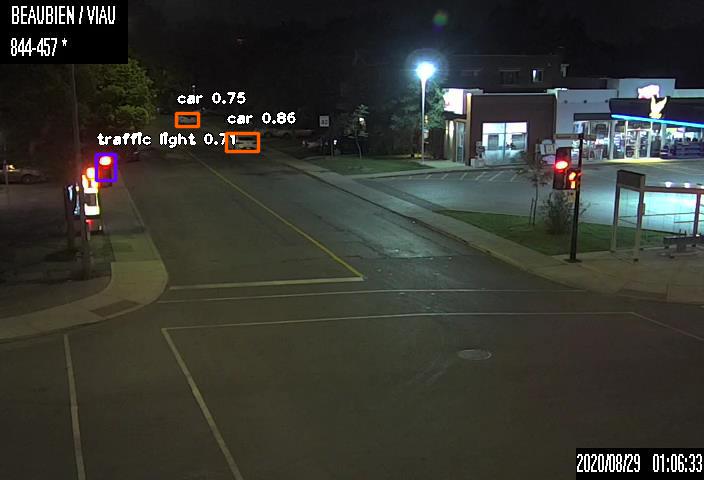 BEAUBIEN / VIAU
844-457 *
car 0.75
car 0.86
traffic light 0.71
2020/08/29 01:06:33